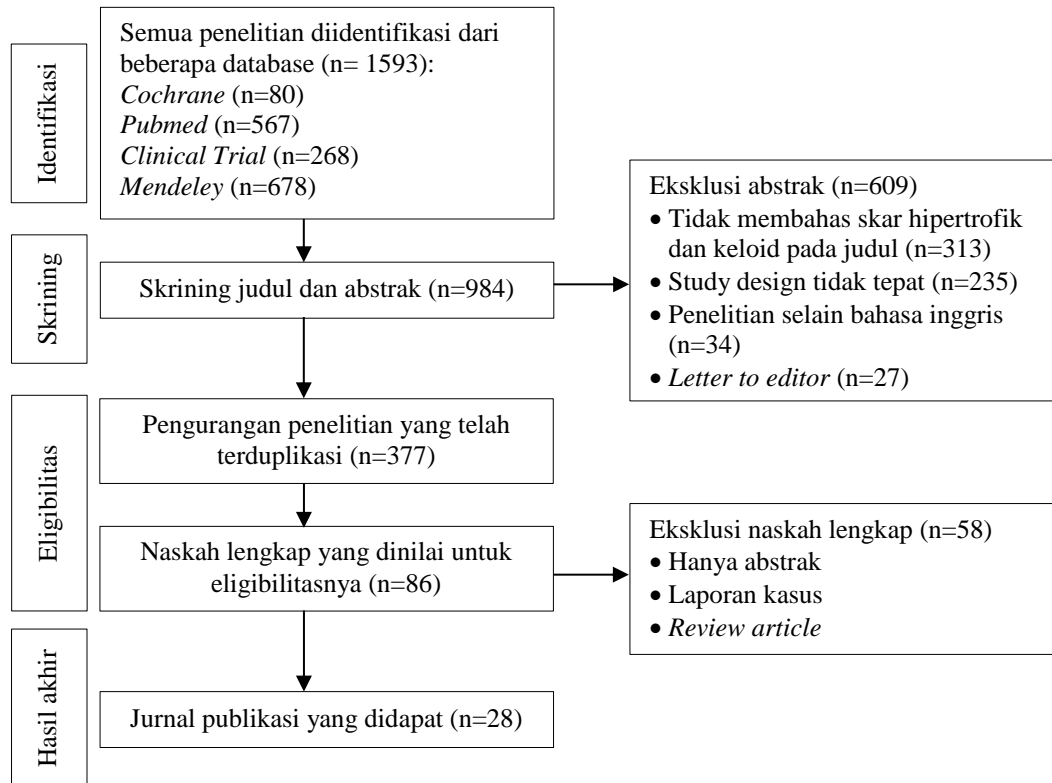 Identifikasi
Semua penelitian diidentifikasi dari
beberapa database (n= 1593):
Cochrane (n=80)
Pubmed (n=567)
Clinical Trial (n=268)
Mendeley (n=678)
Skrining
Skrining judul dan abstrak (n=984)
Eksklusi abstrak (n=609)
• Tidak membahas skar hipertrofik
dan keloid pada judul (n=313)
• Study design tidak tepat (n=235)
• Penelitian selain bahasa inggris
(n=34)
• Letter to editor (n=27)
Eligibilitas
Pengurangan penelitian yang telah
terduplikasi (n=377)
Naskah lengkap yang dinilai untuk
eligibilitasnya (n=86)
Eksklusi naskah lengkap (n=58)
• Hanya abstrak
• Laporan kasus
• Review article
Hasil akhir
Jurnal publikasi yang didapat (n=28)